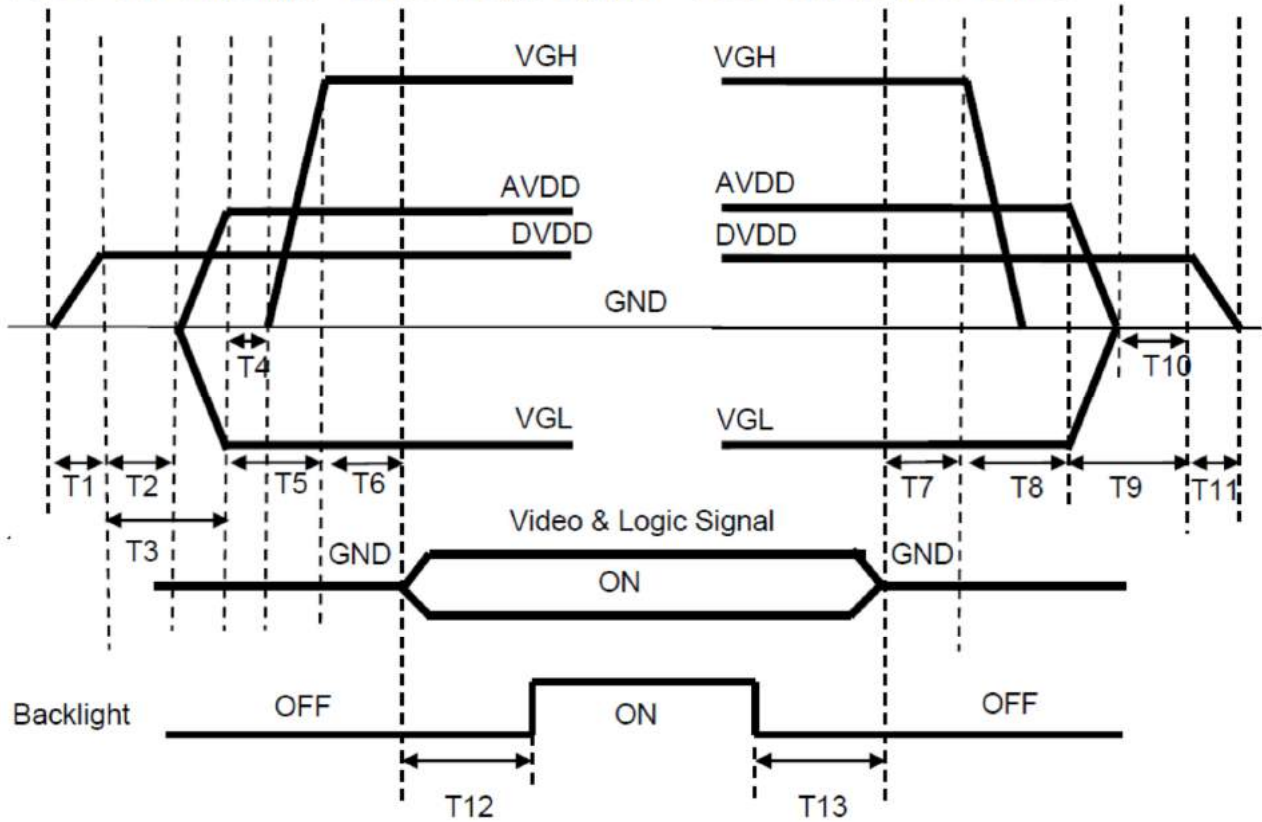 VGH VGH
AVDD AVDD
DVDD DVDD
GND
T4 T10
VGL VGL
T1 T2 T5 T6 T7 T8 T9 T11
T3
Video & Logic Signal
GND GND
ON
Backlight OFF ON OFF
T12 T13